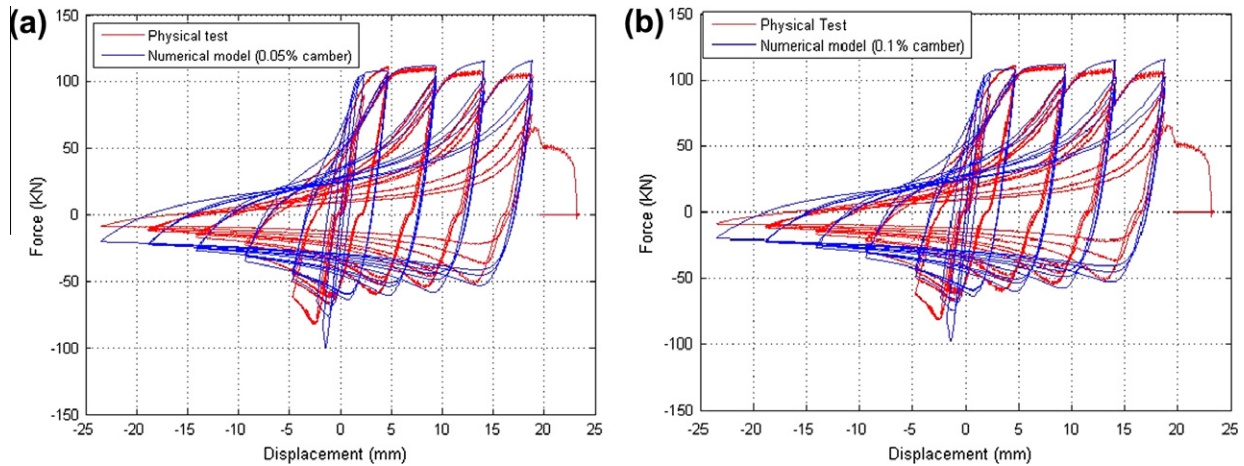 (a)
150
100
50
0
-50
-100
-150
Force (KN)
Physical test
Numerical model (0.05% camber)
-25 -20 -15 -10 -5 0 5 10 15 20 25
Displacement (mm)
(b)
150
100
50
0
-50
-100
-150
Force (KN)
Physical Test
Numerical model (0.1% camber)
-25 -20 -15 -10 -5 0 5 10 15 20 25
Displacement (mm)